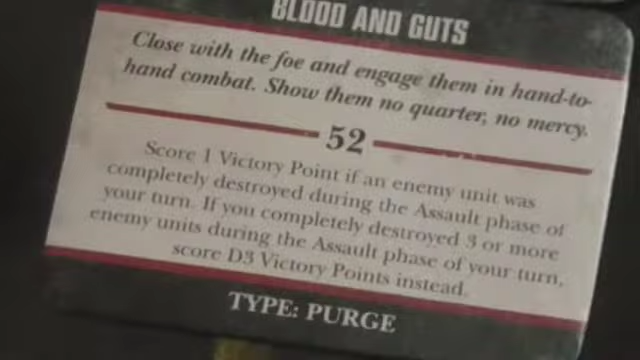 BLOOD AND GUTS
Close with the foe and engage them in hand-to-
hand combat. Show them no quarter, no mercy.
52
Score 1 Victory Point if an enemy unit was
completely destroyed during the Assault phase of
your turn. If you completely destroyed 3 or more
enemy units during the Assault phase of your turn,
score D3 Victory Points instead.
TYPE: PURGE